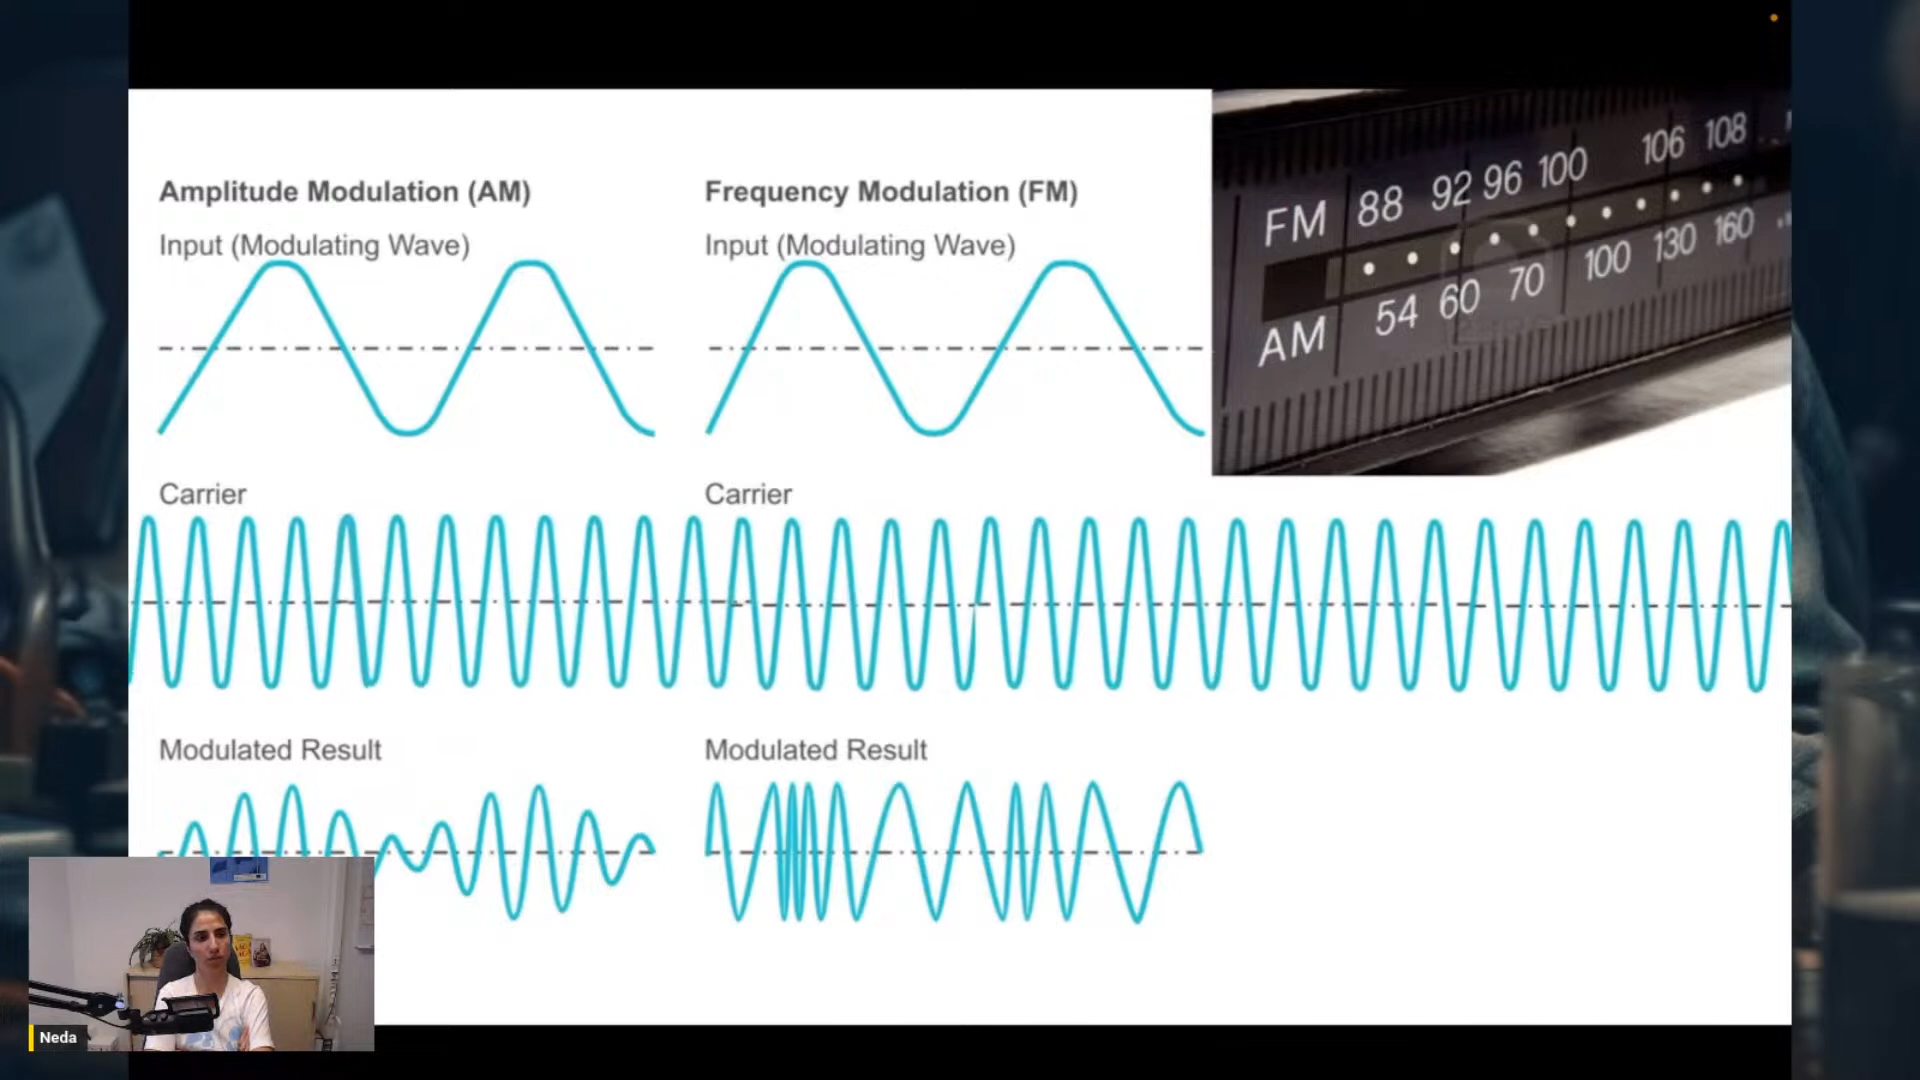 Amplitude Modulation (AM)
Input (Modulating Wave)
Frequency Modulation (FM)
Input (Modulating Wave)
FM 88 92 96 100 106 108
AM 54 60 70 100 130 160
Carrier
Carrier
Modulated Result
Modulated Result
Neda